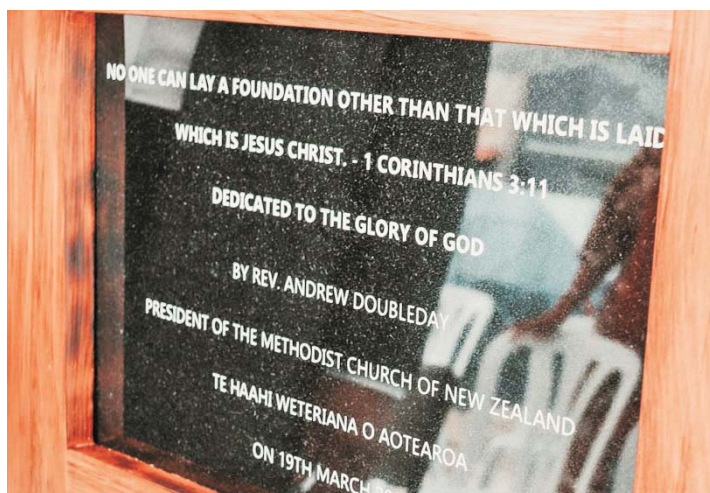 NO ONE CAN LAY A FOUNDATION OTHER THAN THAT WHICH IS LAID
WHICH IS JESUS CHRIST. - 1 CORINTHIANS 3:11
DEDICATED TO THE GLORY OF GOD
BY REV. ANDREW DOUBLEDAY
PRESIDENT OF THE METHODIST CHURCH OF NEW ZEALAND
TE HAAHI WETERIANA O AOTEAROA
ON 19TH MARCH